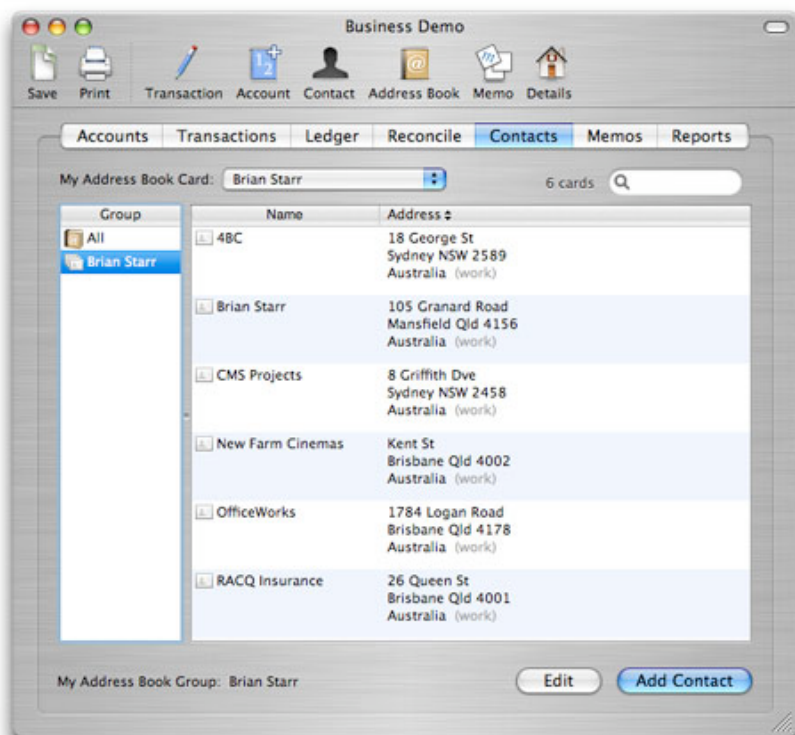 Business Demo
Save Print Transaction Account Contact Address Book Memo Details
Accounts Transactions Ledger Reconcile Contacts Memos Reports
My Address Book Card: Brian Starr 6 cards
Group Name Address
All
Brian Starr
4BC 18 George St
Sydney NSW 2589
Australia (work)
Brian Starr 105 Granard Road
Mansfield Qld 4156
Australia (work)
CMS Projects 8 Griffith Dve
Sydney NSW 2458
Australia (work)
New Farm Cinemas Kent St
Brisbane Qld 4002
Australia (work)
OfficeWorks 1784 Logan Road
Brisbane Qld 4178
Australia (work)
RACQ Insurance 26 Queen St
Brisbane Qld 4001
Australia (work)
My Address Book Group: Brian Starr Edit Add Contact